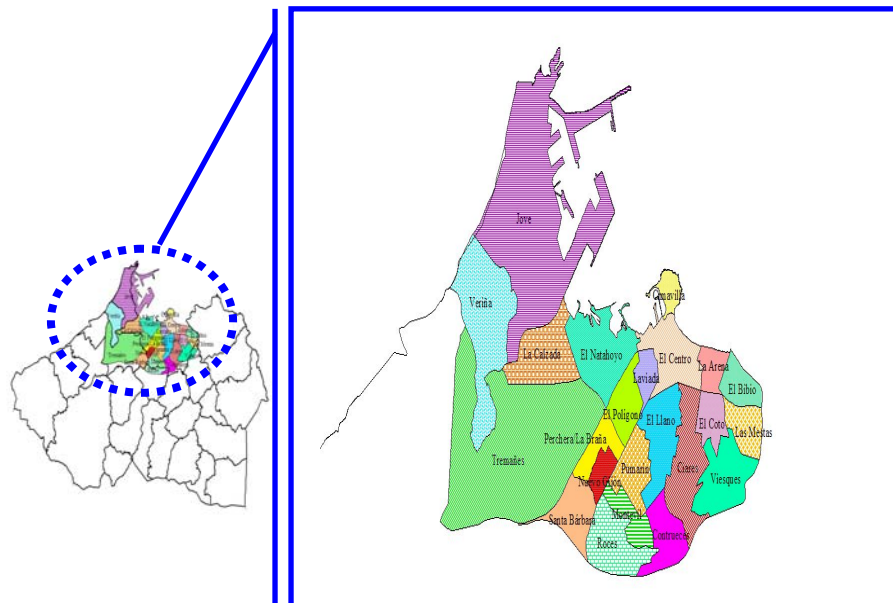 Jove
Cimavilla
Veriña
La Calzada
El Natahoyo
El Centro
La Arena
Laviada
El Bibio
El Polígono
El Llano
El Coto
Las Mestas
Perchera/La Braña
Tremañes
Pumarín
Ceares
Viesques
Nuevo Gijón
Santa Bárbara
Montevil
Contrueces
Roces